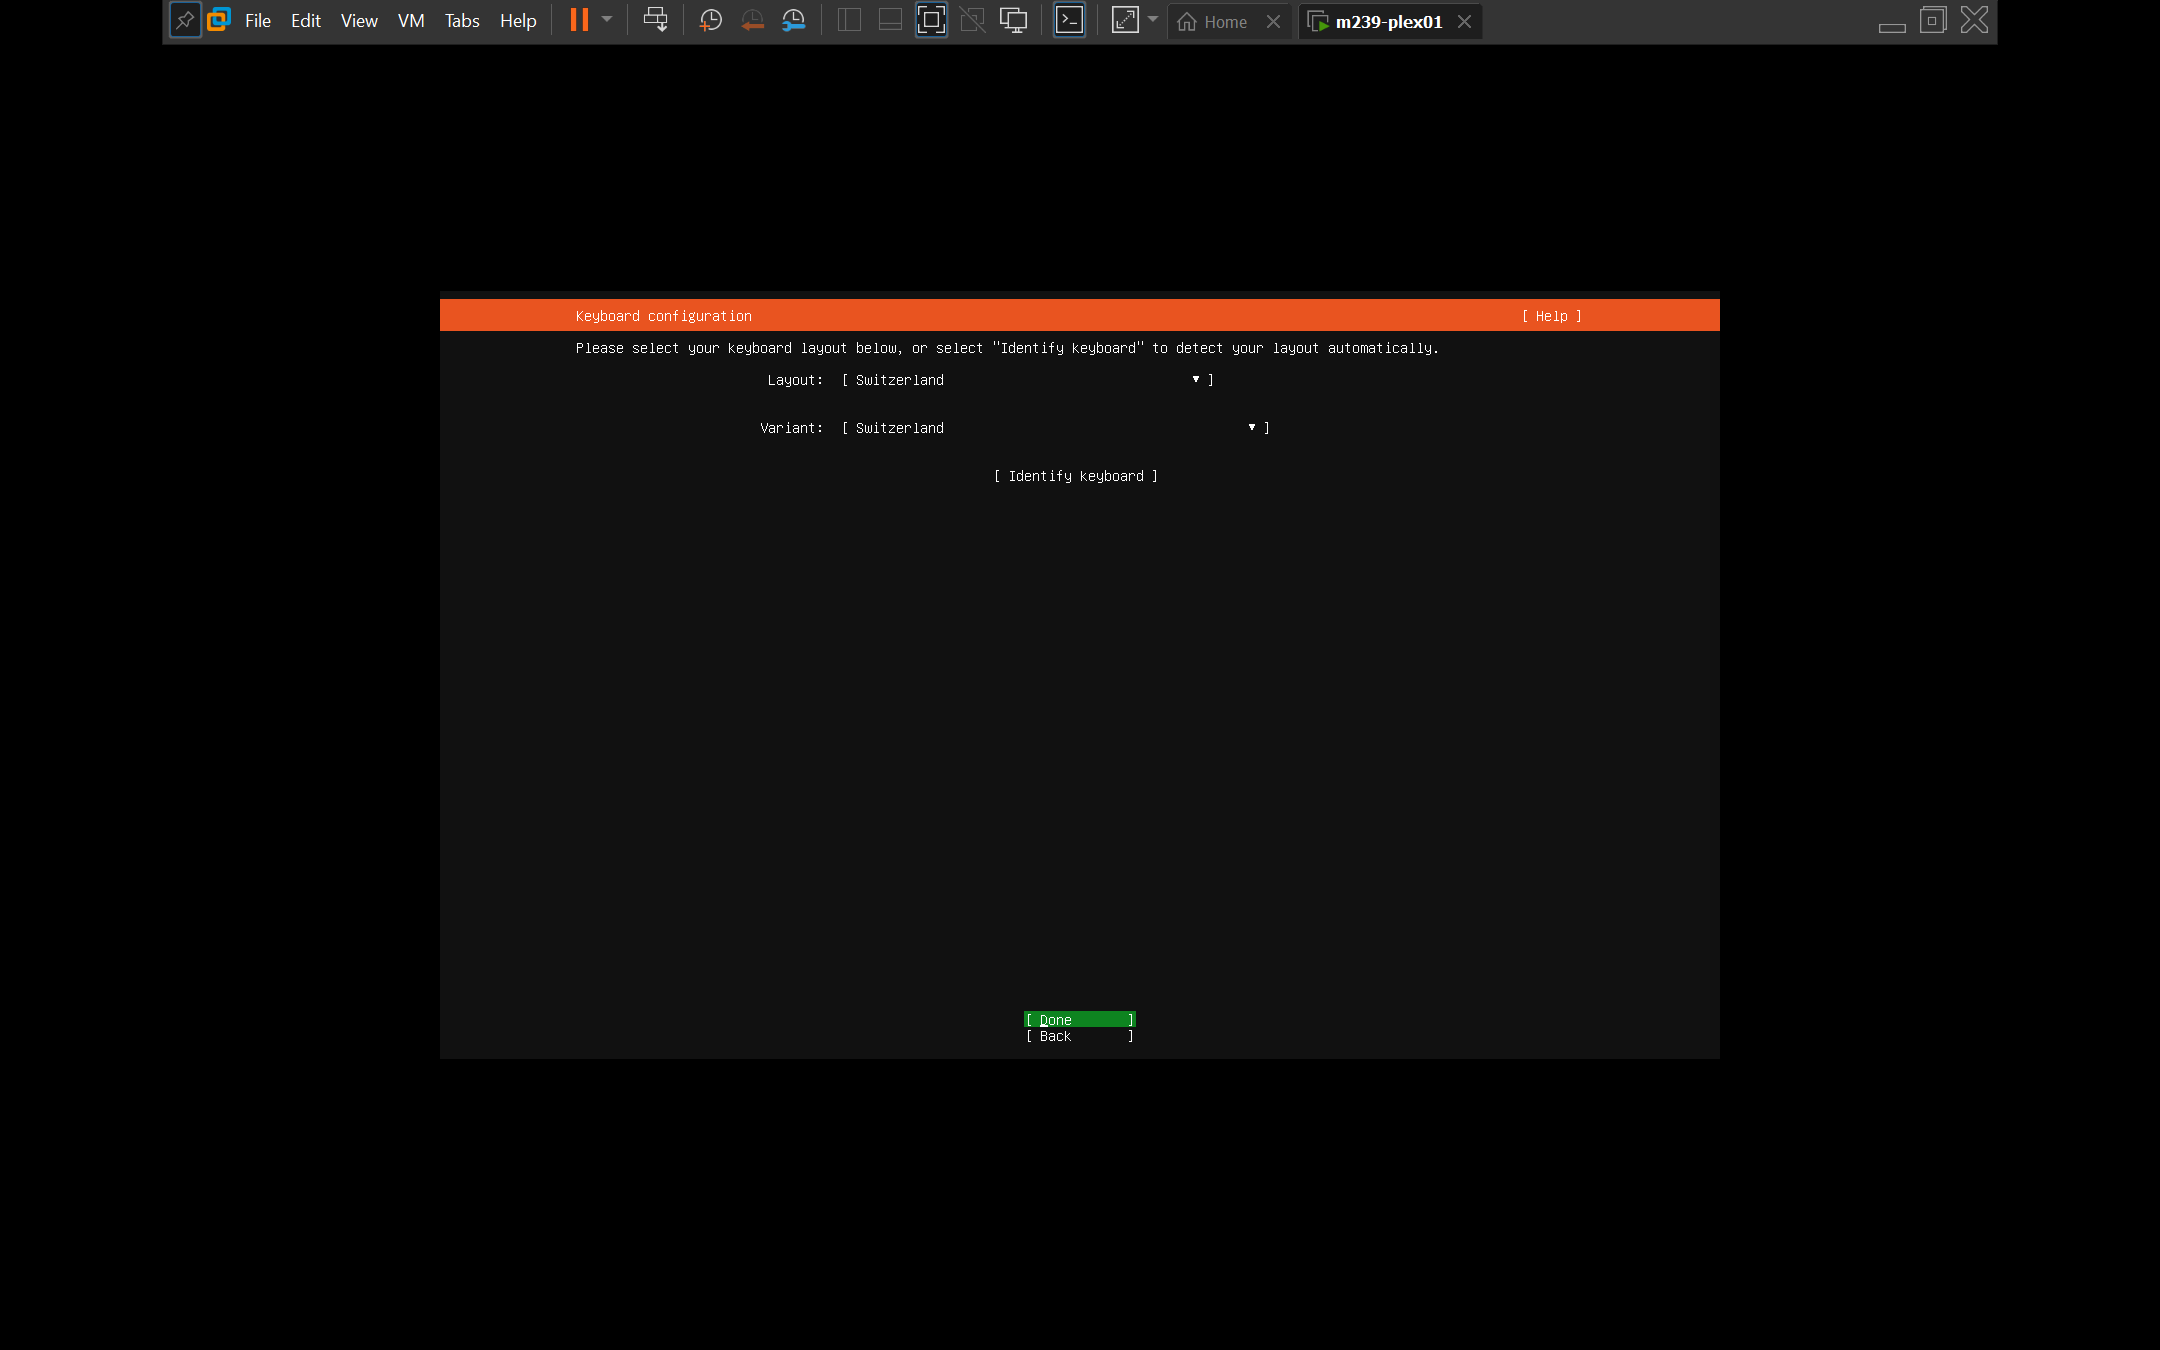 File Edit View VM Tabs Help Home m239-plex01
Keyboard configuration [ Help ]
Please select your keyboard layout below, or select "Identify keyboard" to detect your layout automatically.
Layout: [ Switzerland ▾ ]
Variant: [ Switzerland ▾ ]
[ Identify keyboard ]
[ Done ]
[ Back ]